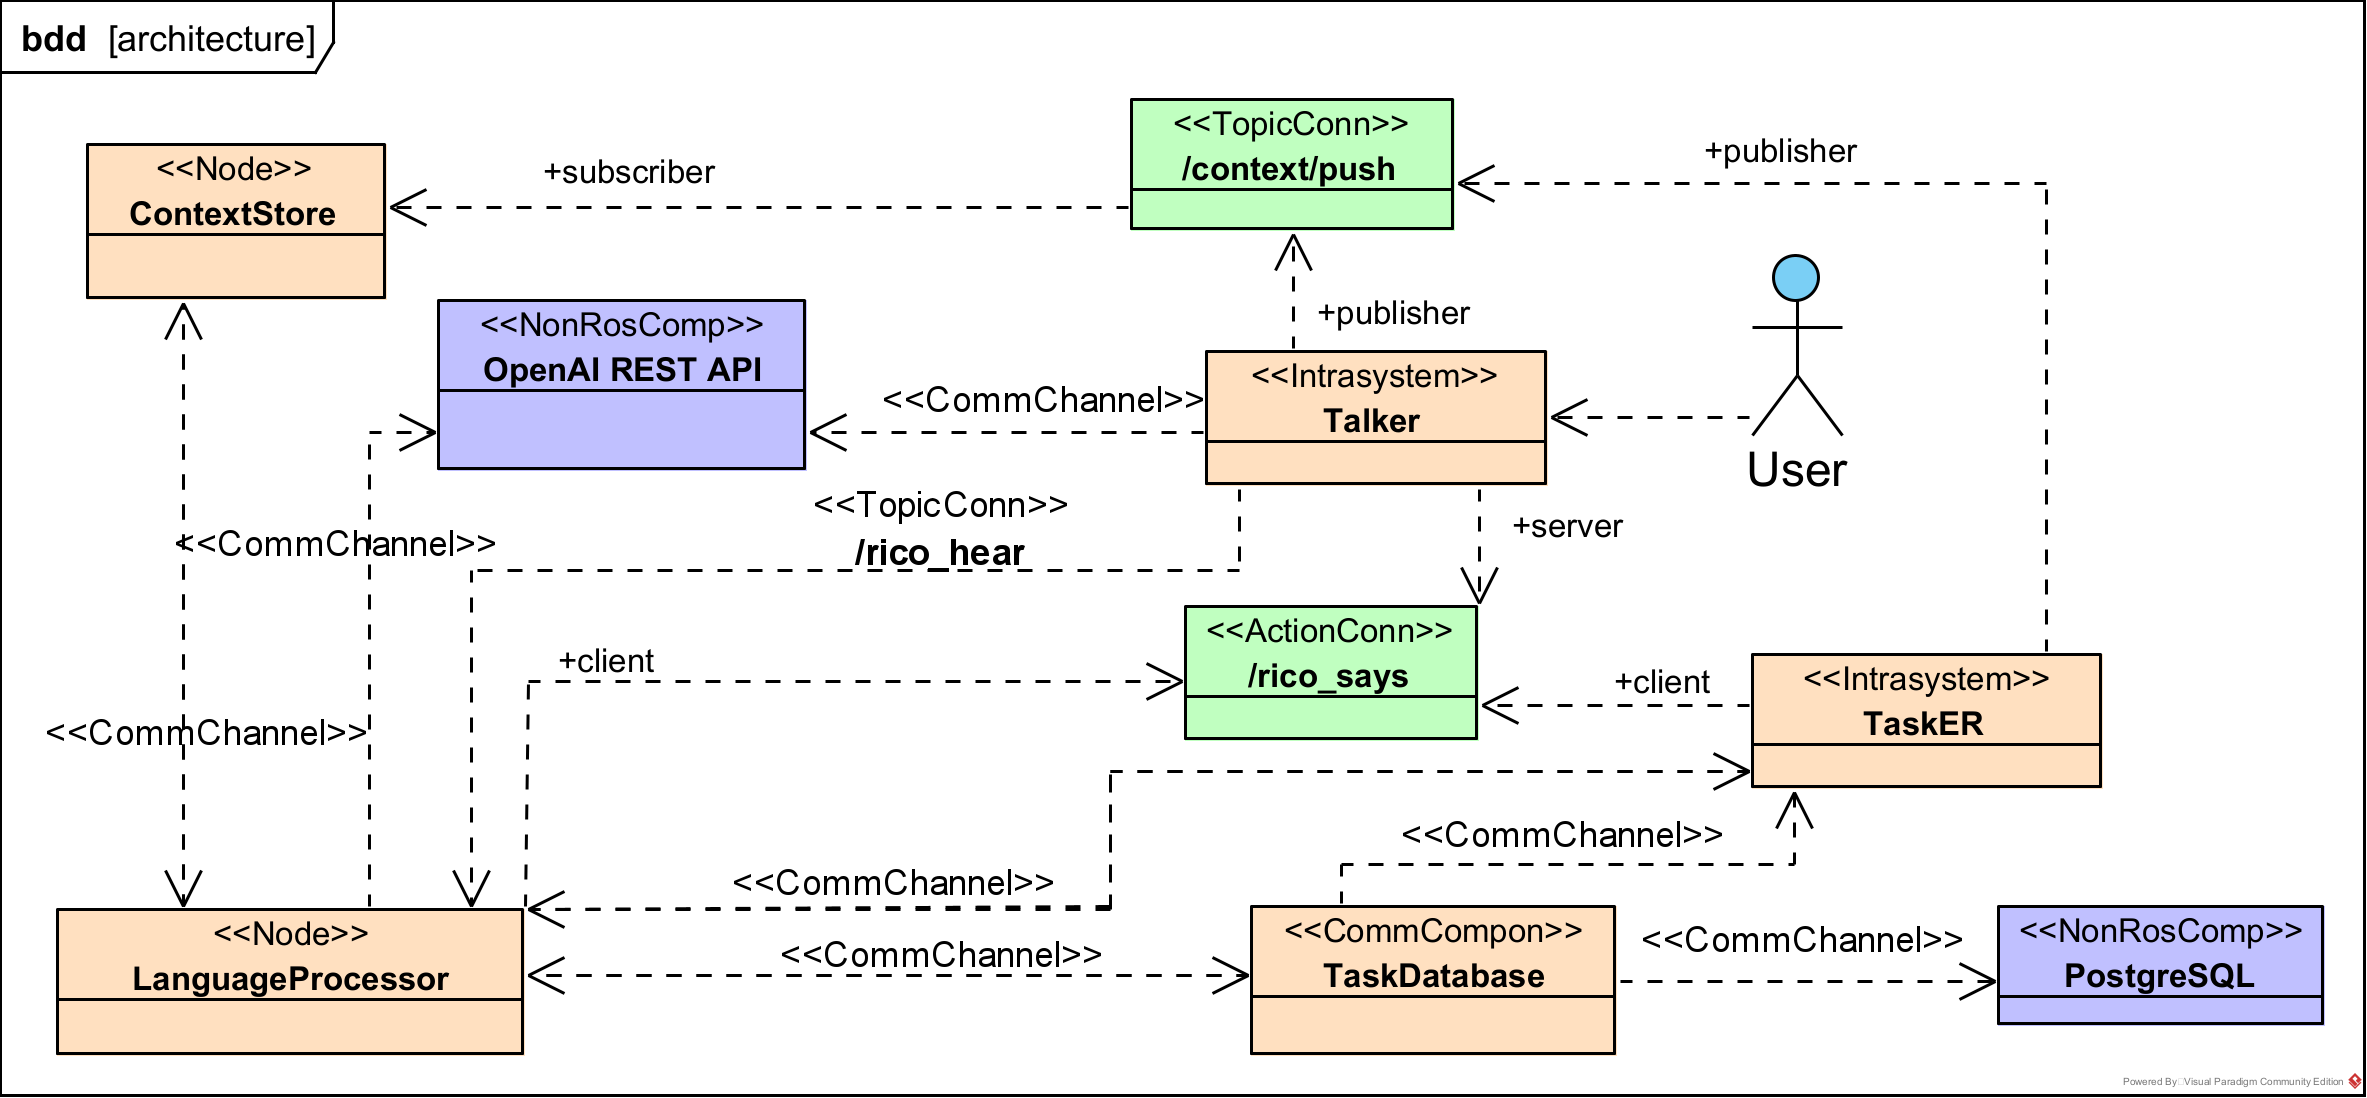 bdd [architecture]
<<TopicConn>>
/context/push
+publisher
<<Node>>
ContextStore
+subscriber
<<NonRosComp>>
OpenAI REST API
+publisher
<<Intrasystem>>
Talker
<<CommChannel>>
User
<<TopicConn>>
/rico_hear
+server
<<CommChannel>>
<<ActionConn>>
/rico_says
+client
+client
<<Intrasystem>>
TaskER
<<CommChannel>>
<<CommChannel>>
<<CommChannel>>
<<Node>>
LanguageProcessor
<<CommChannel>>
<<CommCompon>>
TaskDatabase
<<CommChannel>>
<<NonRosComp>>
PostgreSQL
Powered By Visual Paradigm Community Edition